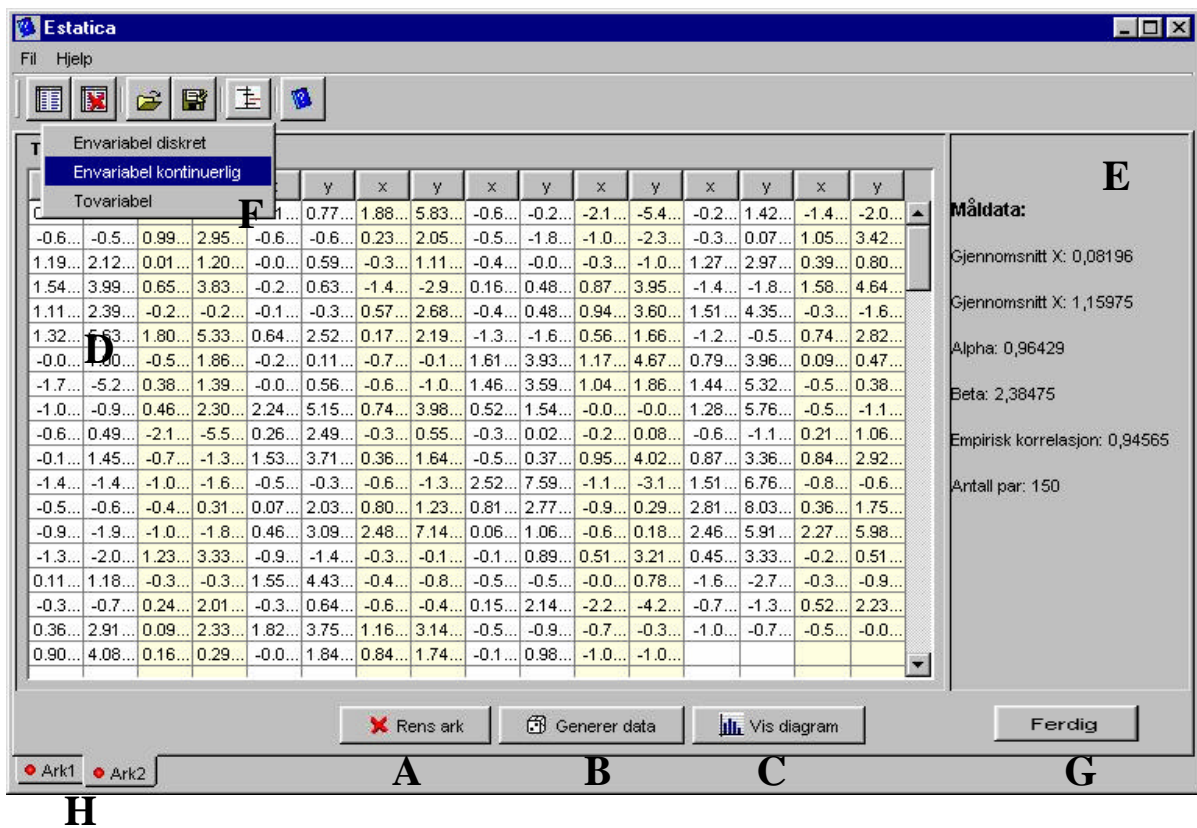 Estatica
Fil Hjelp
Envariabel diskret
T
Envariabel kontinuerlig
Tovariabel
F
E
y x y x y x y x y x y
0.77... 1.88... 5.83... -0.6... -0.2... -2.1... -5.4... -0.2... 1.42... -1.4... -2.0...
-0.6... -0.5... 0.99... 2.95... -0.6... -0.6... 0.23... 2.05... -0.5... -1.8... -1.0... -2.3... -0.3... 0.07... 1.05... 3.42...
1.19... 2.12... 0.01... 1.20... -0.0... 0.59... -0.3... 1.11... -0.4... -0.0... -0.3... -1.0... 1.27... 2.97... 0.39... 0.80...
1.54... 3.99... 0.65... 3.83... -0.2... 0.63... -1.4... -2.9... 0.16... 0.48... 0.87... 3.95... -1.4... -1.8... 1.58... 4.64...
1.11... 2.39... -0.2... -0.2... -0.1... -0.3... 0.57... 2.68... -0.4... 0.48... 0.94... 3.60... 1.51... 4.35... -0.3... -1.6...
1.32... 1.80... 5.33... 0.64... 2.52... 0.17... 2.19... -1.3... -1.6... 0.56... 1.66... -1.2... -0.5... 0.74... 2.82...
D
-0.0... -0.5... 1.86... -0.2... 0.11... -0.7... -0.1... 1.61... 3.93... 1.17... 4.67... 0.79... 3.96... 0.09... 0.47...
-1.7... -5.2... 0.38... 1.39... -0.0... 0.56... -0.6... -1.0... 1.46... 3.59... 1.04... 1.86... 1.44... 5.32... -0.5... 0.38...
-1.0... -0.9... 0.46... 2.30... 2.24... 5.15... 0.74... 3.98... 0.52... 1.54... -0.0... -0.0... 1.28... 5.76... -0.5... -1.1...
-0.6... 0.49... -2.1... -5.5... 0.26... 2.49... -0.3... 0.55... -0.3... 0.02... -0.2... 0.08... -0.6... -1.1... 0.21... 1.06...
-0.1... 1.45... -0.7... -1.3... 1.53... 3.71... 0.36... 1.64... -0.5... 0.37... 0.95... 4.02... 0.87... 3.36... 0.84... 2.92...
-1.4... -1.4... -1.0... -1.6... -0.5... -0.3... -0.6... -1.3... 2.52... 7.59... -1.1... -3.1... 1.51... 6.76... -0.8... -0.6...
-0.5... -0.6... -0.4... 0.31... 0.07... 2.03... 0.80... 1.23... 0.81... 2.77... -0.9... 0.29... 2.81... 8.03... 0.36... 1.75...
-0.9... -1.9... -1.0... -1.8... 0.46... 3.09... 2.48... 7.14... 0.06... 1.06... -0.6... 0.18... 2.46... 5.91... 2.27... 5.98...
-1.3... -2.0... 1.23... 3.33... -0.9... -1.4... -0.3... -0.1... -0.1... 0.89... 0.51... 3.21... 0.45... 3.33... -0.2... 0.51...
0.11... 1.18... -0.3... -0.3... 1.55... 4.43... -0.4... -0.8... -0.5... -0.5... -0.0... 0.78... -1.6... -2.7... -0.3... -0.9...
-0.3... -0.7... 0.24... 2.01... -0.3... 0.64... -0.6... -0.4... 0.15... 2.14... -2.2... -4.2... -0.7... -1.3... 0.52... 2.23...
0.36... 2.91... 0.09... 2.33... 1.82... 3.75... 1.16... 3.14... -0.5... -0.9... -0.7... -0.3... -1.0... -0.7... -0.5... -0.0...
0.90... 4.08... 0.16... 0.29... -0.0... 1.84... 0.84... 1.74... -0.1... 0.98... -1.0... -1.0...
Måldata:
Gjennomsnitt X: 0,08196
Gjennomsnitt X: 1,15975
Alpha: 0,96429
Beta: 2,38475
Empirisk korrelasjon: 0,94565
Antall par: 150
Rens ark Generer data Vis diagram Ferdig
A B C G
Ark1 Ark2
H